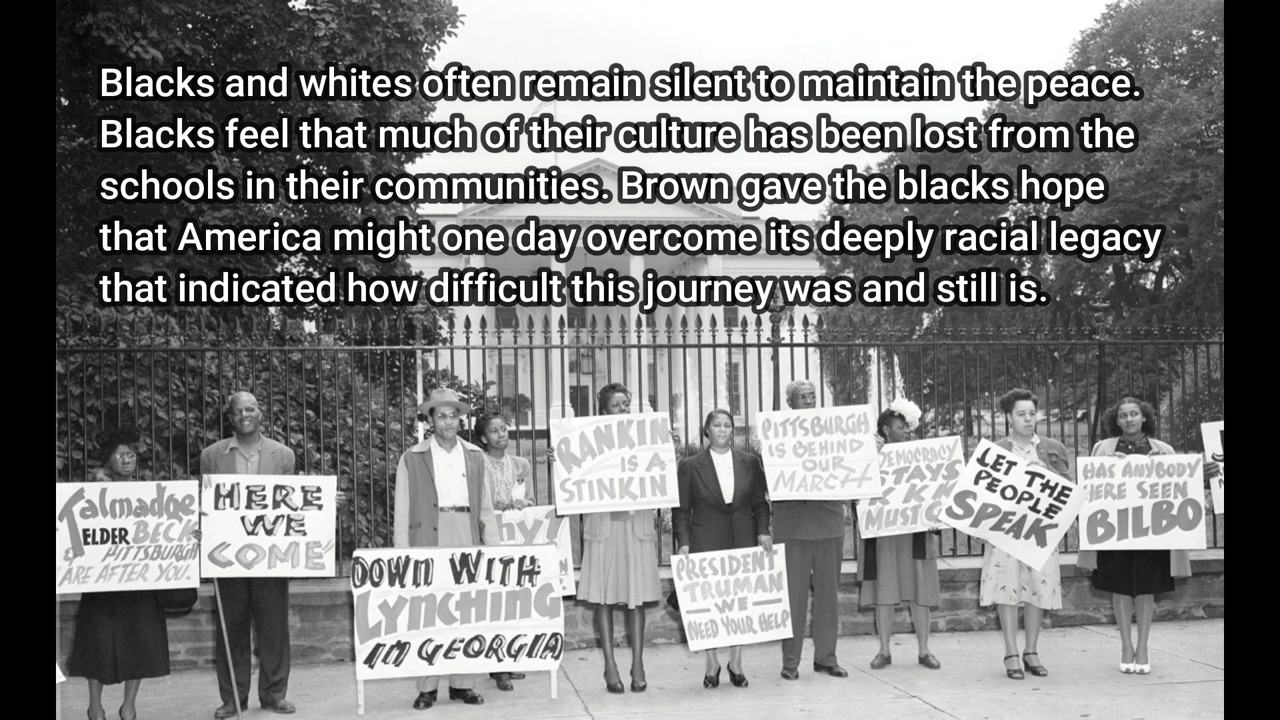 Blacks and whites often remain silent to maintain the peace.
Blacks feel that much of their culture has been lost from the
schools in their communities. Brown gave the blacks hope
that America might one day overcome its deeply racial legacy
that indicated how difficult this journey was and still is.
Talmadge
ELDER BECK
PITTSBURGH
ARE AFTER YOU.
"HERE
WE
COME"
DOWN WITH
LYNCHING
IN GEORGIA
RANKIN
IS A
STINKIN
PRESIDENT
TRUMAN
— WE —
NEED YOUR HELP
PITTSBURGH
IS BEHIND
OUR
MARCH
DEMOCRACY
STAYS
MUST
LET THE
PEOPLE
SPEAK
HAS ANYBODY
HERE SEEN
BILBO